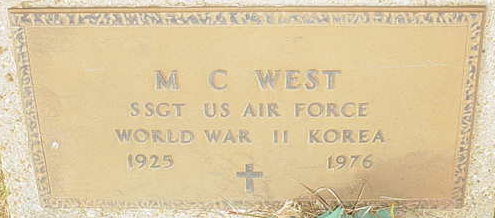 M C WEST
SSGT US AIR FORCE
WORLD WAR II KOREA
1925 1976